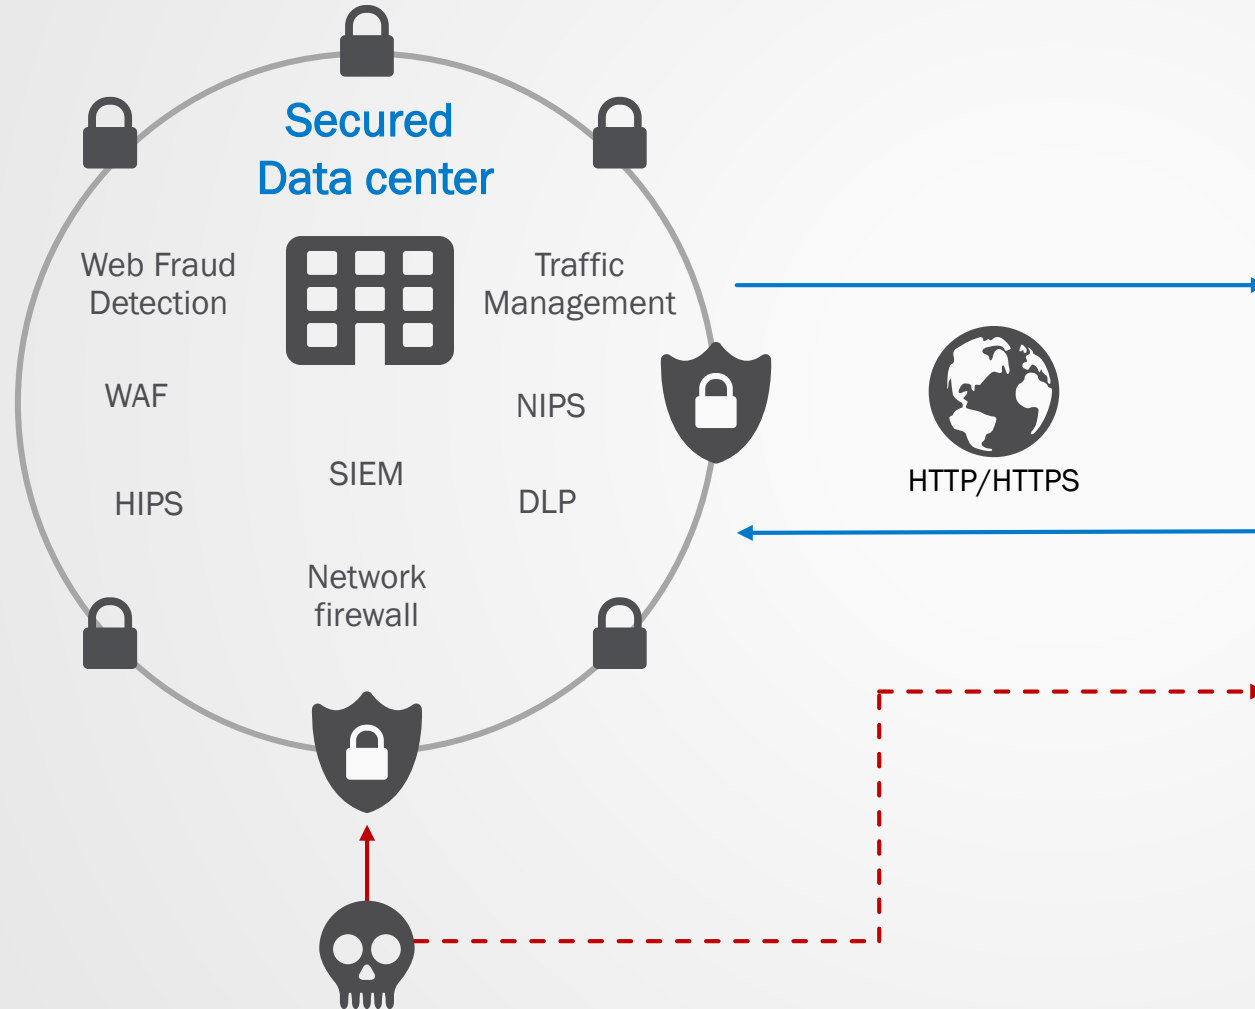 Secured
Data center
Web Fraud
Detection
Traffic
Management
WAF
NIPS
SIEM
HIPS
DLP
Network
firewall
HTTP/HTTPS